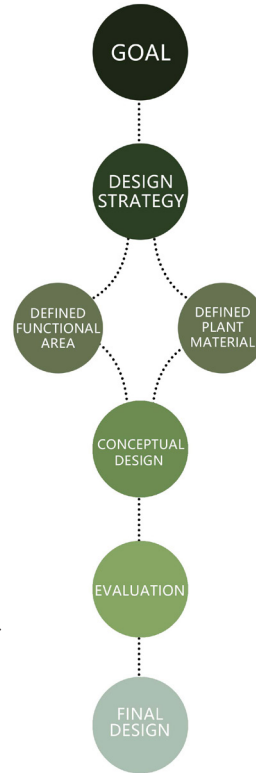 GOAL
DESIGN
STRATEGY
DEFINED
FUNCTIONAL
AREA
DEFINED
PLANT
MATERIAL
CONCEPTUAL
DESIGN
EVALUATION
FINAL
DESIGN